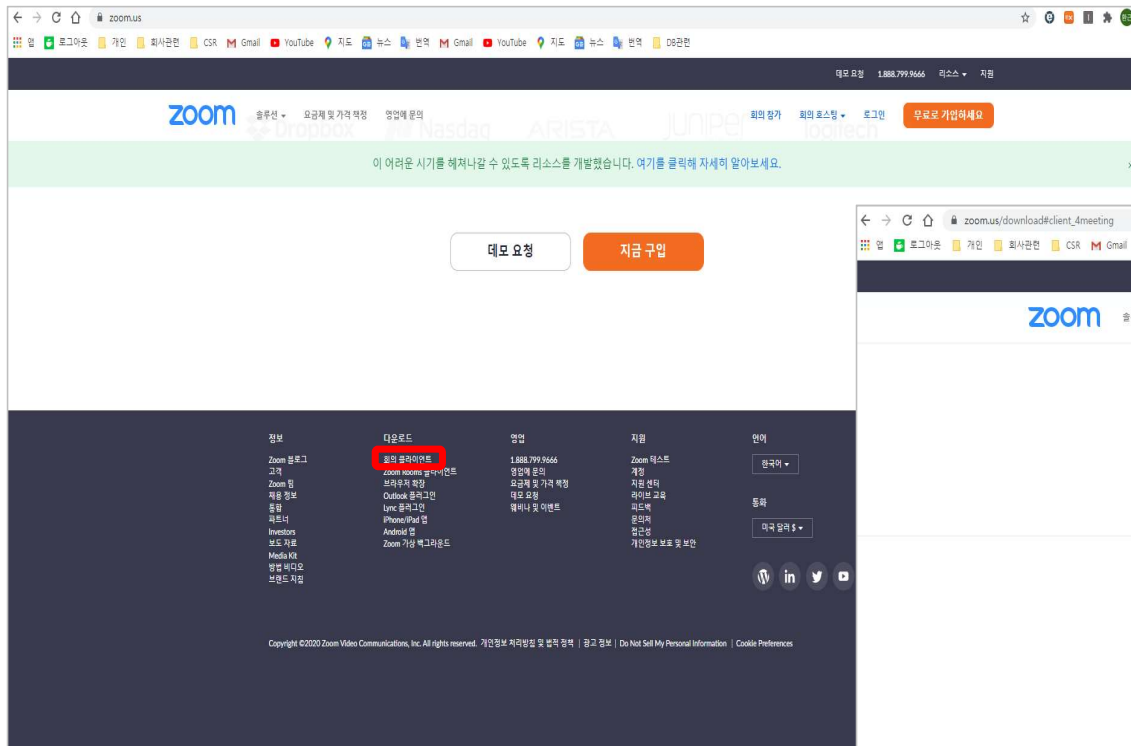 zoom.us
앱 로그아웃 개인 회사관련 CSR Gmail YouTube 지도 뉴스 번역 Gmail YouTube 지도 뉴스 번역 DB관련
데모 요청 1.888.799.9666 리소스 지원
zoom 솔루션 요금제 및 가격 책정 영업에 문의 회의 참가 회의 호스팅 로그인 무료로 가입하세요
Dropbox Nasdaq ARISTA JUNIPER logitech
이 어려운 시기를 헤쳐나갈 수 있도록 리소스를 개발했습니다. 여기를 클릭해 자세히 알아보세요.
데모 요청 지금 구입
정보
Zoom 블로그
고객
Zoom 팀
채용 정보
통합
파트너
Investors
보도 자료
Media Kit
방법 비디오
브랜드 지침
다운로드
회의 클라이언트
Zoom Rooms 클라이언트
브라우저 확장
Outlook 플러그인
Lync 플러그인
iPhone/iPad 앱
Android 앱
Zoom 가상 백그라운드
영업
1.888.799.9666
영업에 문의
요금제 및 가격 책정
데모 요청
웨비나 및 이벤트
지원
Zoom 테스트
계정
지원 센터
라이브 교육
피드백
문의처
접근성
개인정보 보호 및 보안
언어
한국어
통화
미국 달러 $
in
Copyright ©2020 Zoom Video Communications, Inc. All rights reserved. 개인정보 처리방침 및 법적 정책 | 광고 정보 | Do Not Sell My Personal Information | Cookie Preferences
zoom.us/download#client_4meeting
앱 로그아웃 개인 회사관련 CSR Gmail
zoom 솔